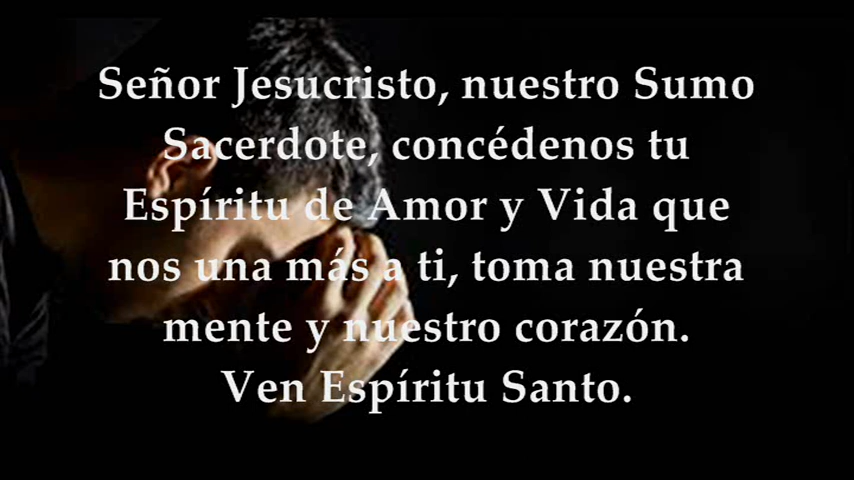 Señor Jesucristo, nuestro Sumo
Sacerdote, concédenos tu
Espíritu de Amor y Vida que
nos una más a ti, toma nuestra
mente y nuestro corazón.
Ven Espíritu Santo.